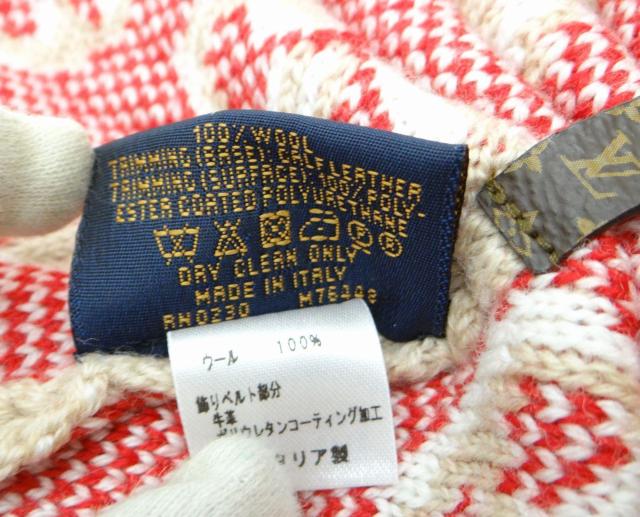 100% WOOL
TRIMMING (BASE): CALF LEATHER
TRIMMING (SURFACE): 100% POLY-
ESTER COATED POLYURETHANE
DRY CLEAN ONLY
MADE IN ITALY
RN0230
LV
ウール 100%
飾りベルト部分
牛革
ポリウレタンコーティング加工
タリア製